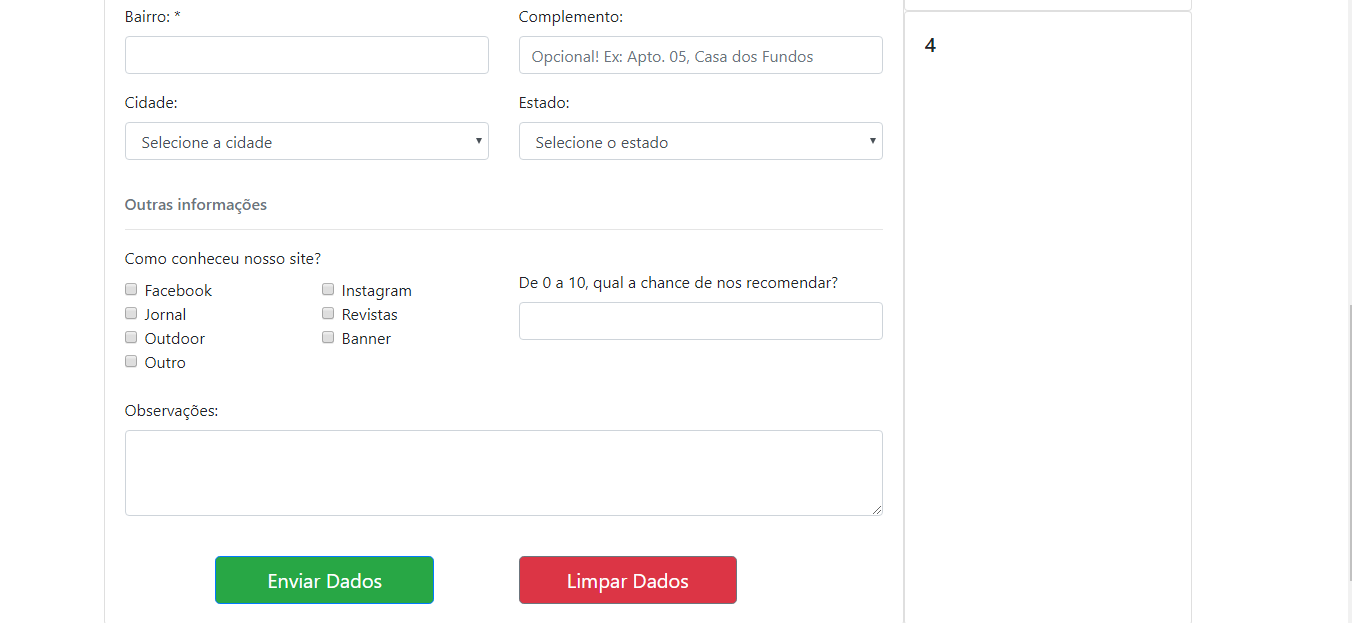 Bairro: *
Complemento:
Opcional! Ex: Apto. 05, Casa dos Fundos
Cidade:
Estado:
Selecione a cidade
Selecione o estado
Outras informações
Como conheceu nosso site?
Facebook
Instagram
Jornal
Revistas
Outdoor
Banner
Outro
De 0 a 10, qual a chance de nos recomendar?
Observações:
Enviar Dados
Limpar Dados
4